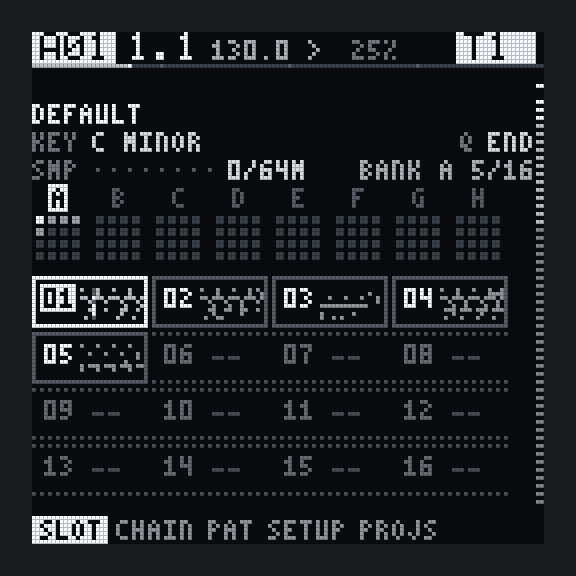 A01 1.1 130.0 > 25% T1
DEFAULT
KEY C MINOR Q END
SMP ········ 0/64M BANK A 5/16
A B C D E F G H
01 02 03 04
05 06 -- 07 -- 08 --
09 -- 10 -- 11 -- 12 --
13 -- 14 -- 15 -- 16 --
SLOT CHAIN PAT SETUP PROJS